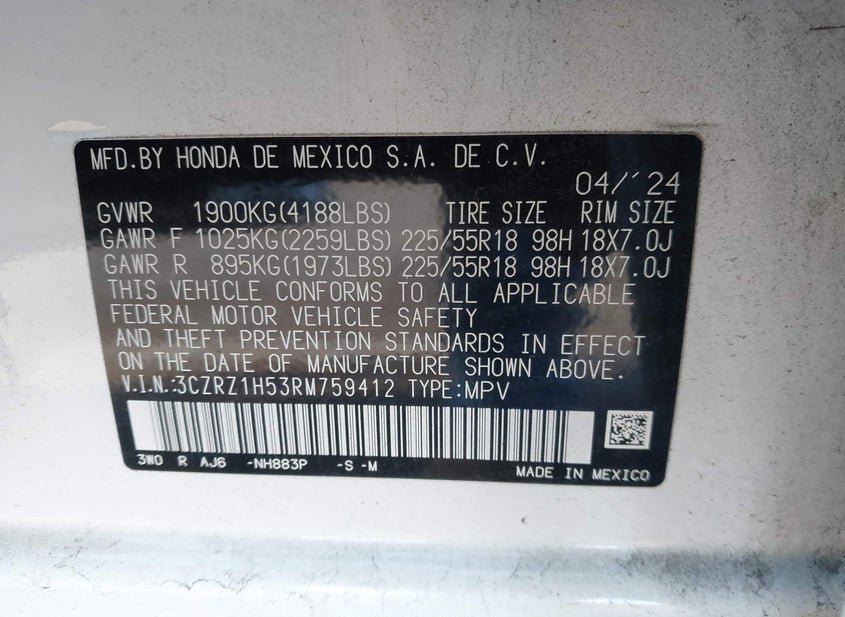 MFD.BY HONDA DE MEXICO S.A. DE C.V.
04/'24
GVWR 1900KG(4188LBS) TIRE SIZE RIM SIZE
GAWR F 1025KG(2259LBS) 225/55R18 98H 18X7.0J
GAWR R 895KG(1973LBS) 225/55R18 98H 18X7.0J
THIS VEHICLE CONFORMS TO ALL APPLICABLE
FEDERAL MOTOR VEHICLE SAFETY
AND THEFT PREVENTION STANDARDS IN EFFECT
ON THE DATE OF MANUFACTURE SHOWN ABOVE.
V.I.N.:3CZRZ1H53RM759412 TYPE:MPV
3W0 R AJ6 -NH883P -S -M
MADE IN MEXICO